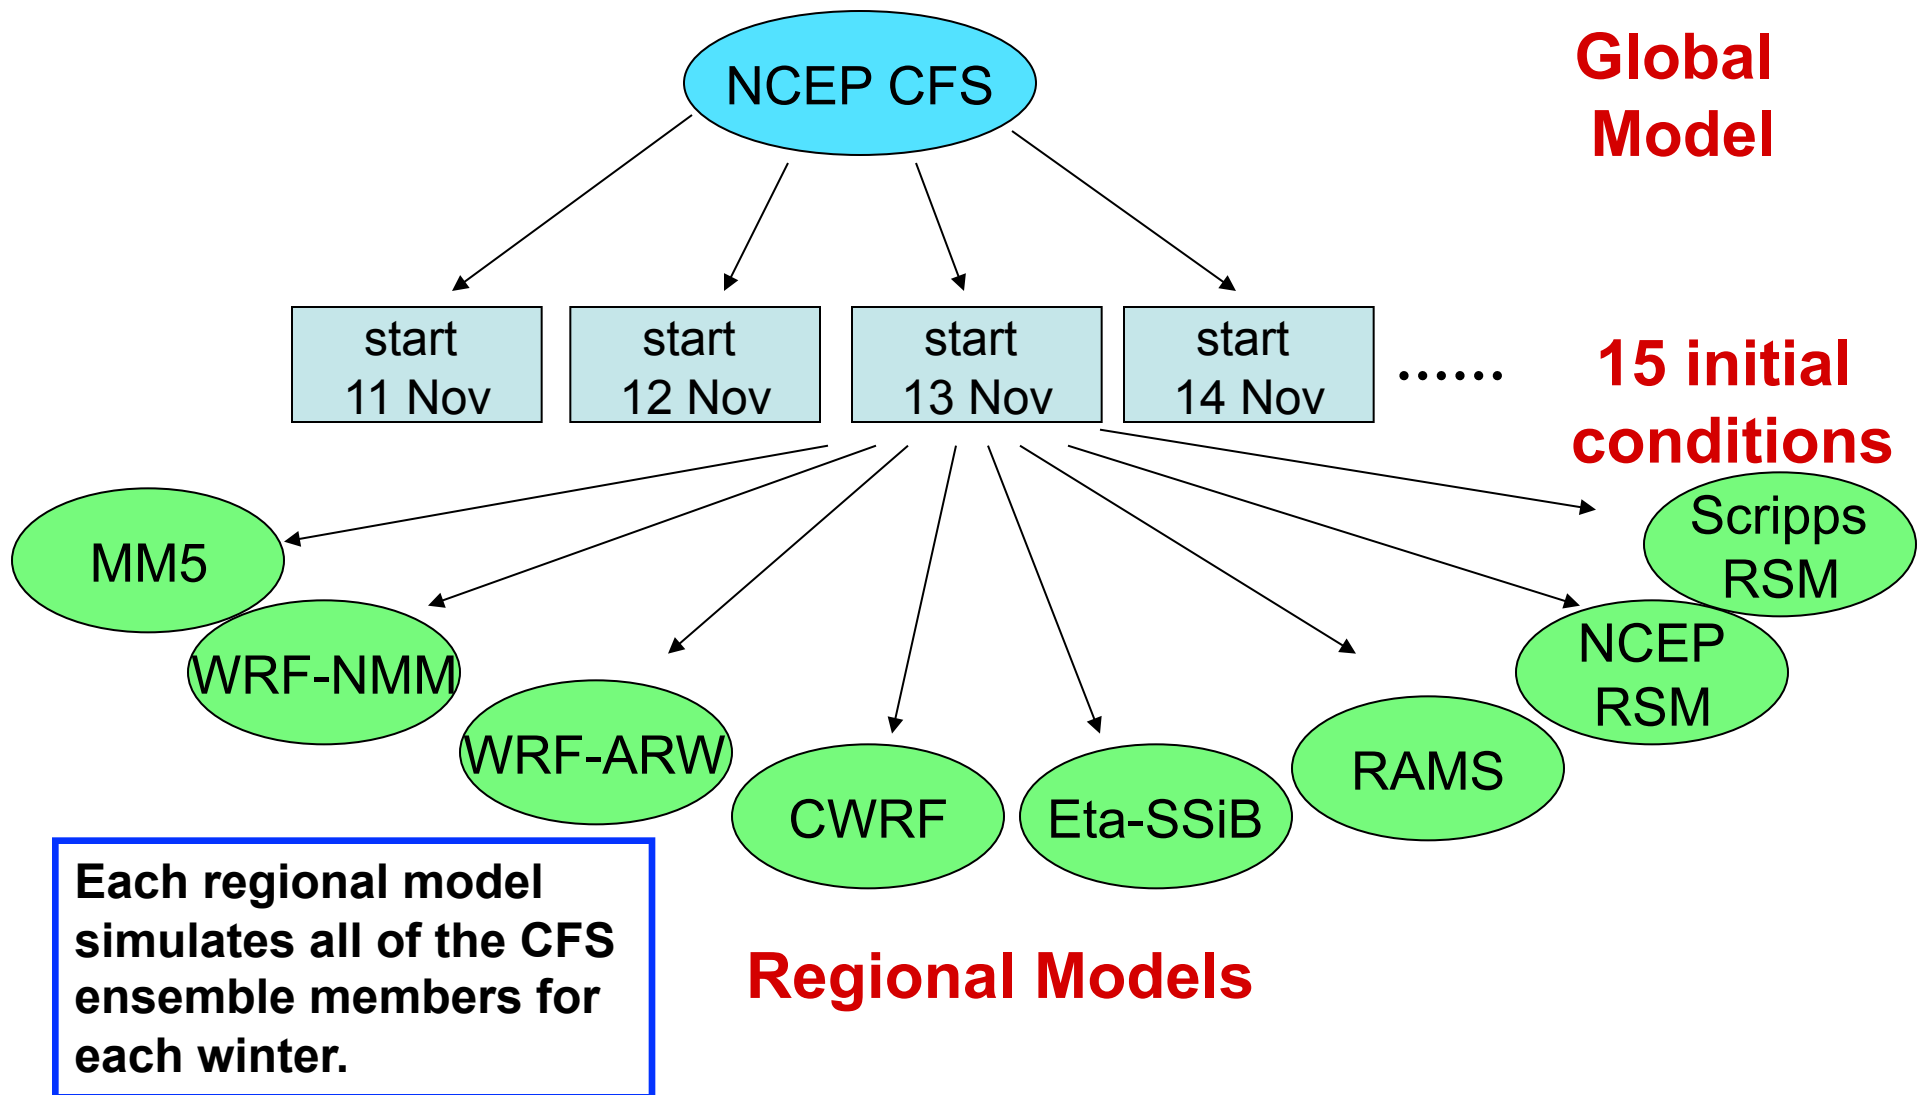 NCEP CFS
Global
Model
start
11 Nov
start
12 Nov
start
13 Nov
start
14 Nov
......
15 initial
conditions
MM5
WRF-NMM
WRF-ARW
CWRF
Eta-SSiB
RAMS
NCEP
RSM
Scripps
RSM
Each regional model
simulates all of the CFS
ensemble members for
each winter.
Regional Models